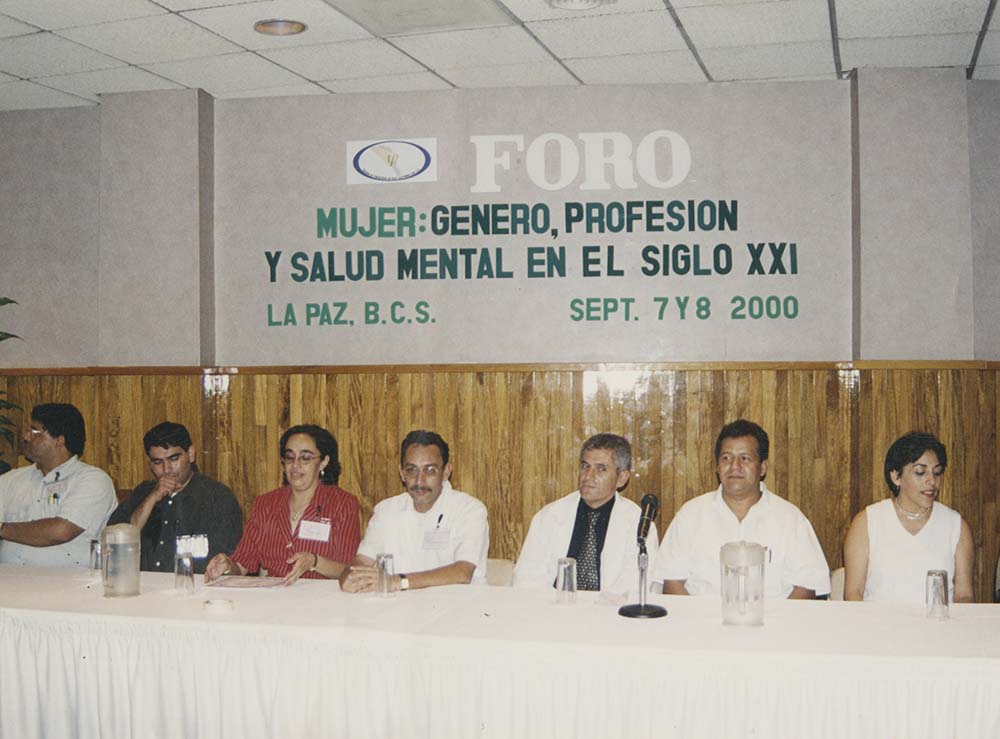 FORO
MUJER: GENERO, PROFESION
Y SALUD MENTAL EN EL SIGLO XXI
LA PAZ, B.C.S. SEPT. 7 Y 8 2000